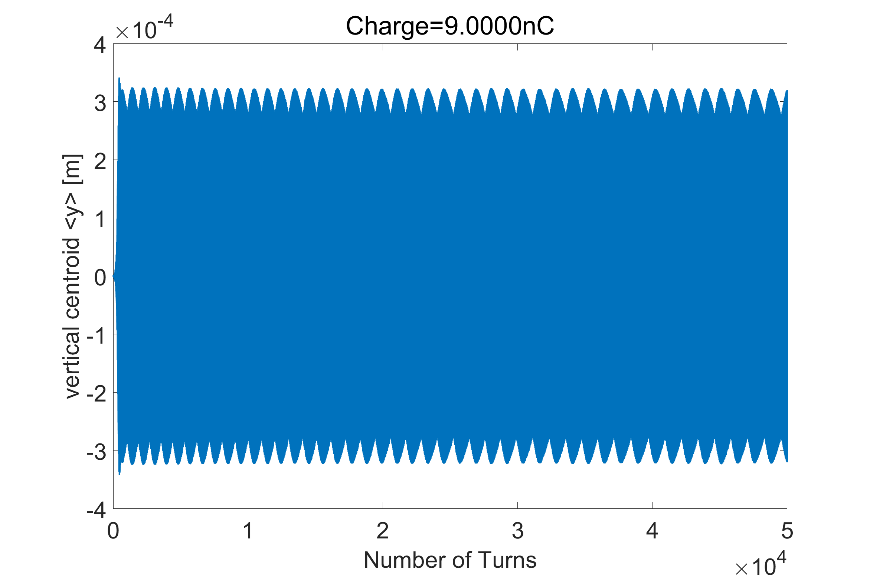 Charge=9.0000nC
×10⁻⁴
4
3
2
1
0
-1
-2
-3
-4
vertical centroid <y> [m]
0 1 2 3 4 5
Number of Turns
×10⁴